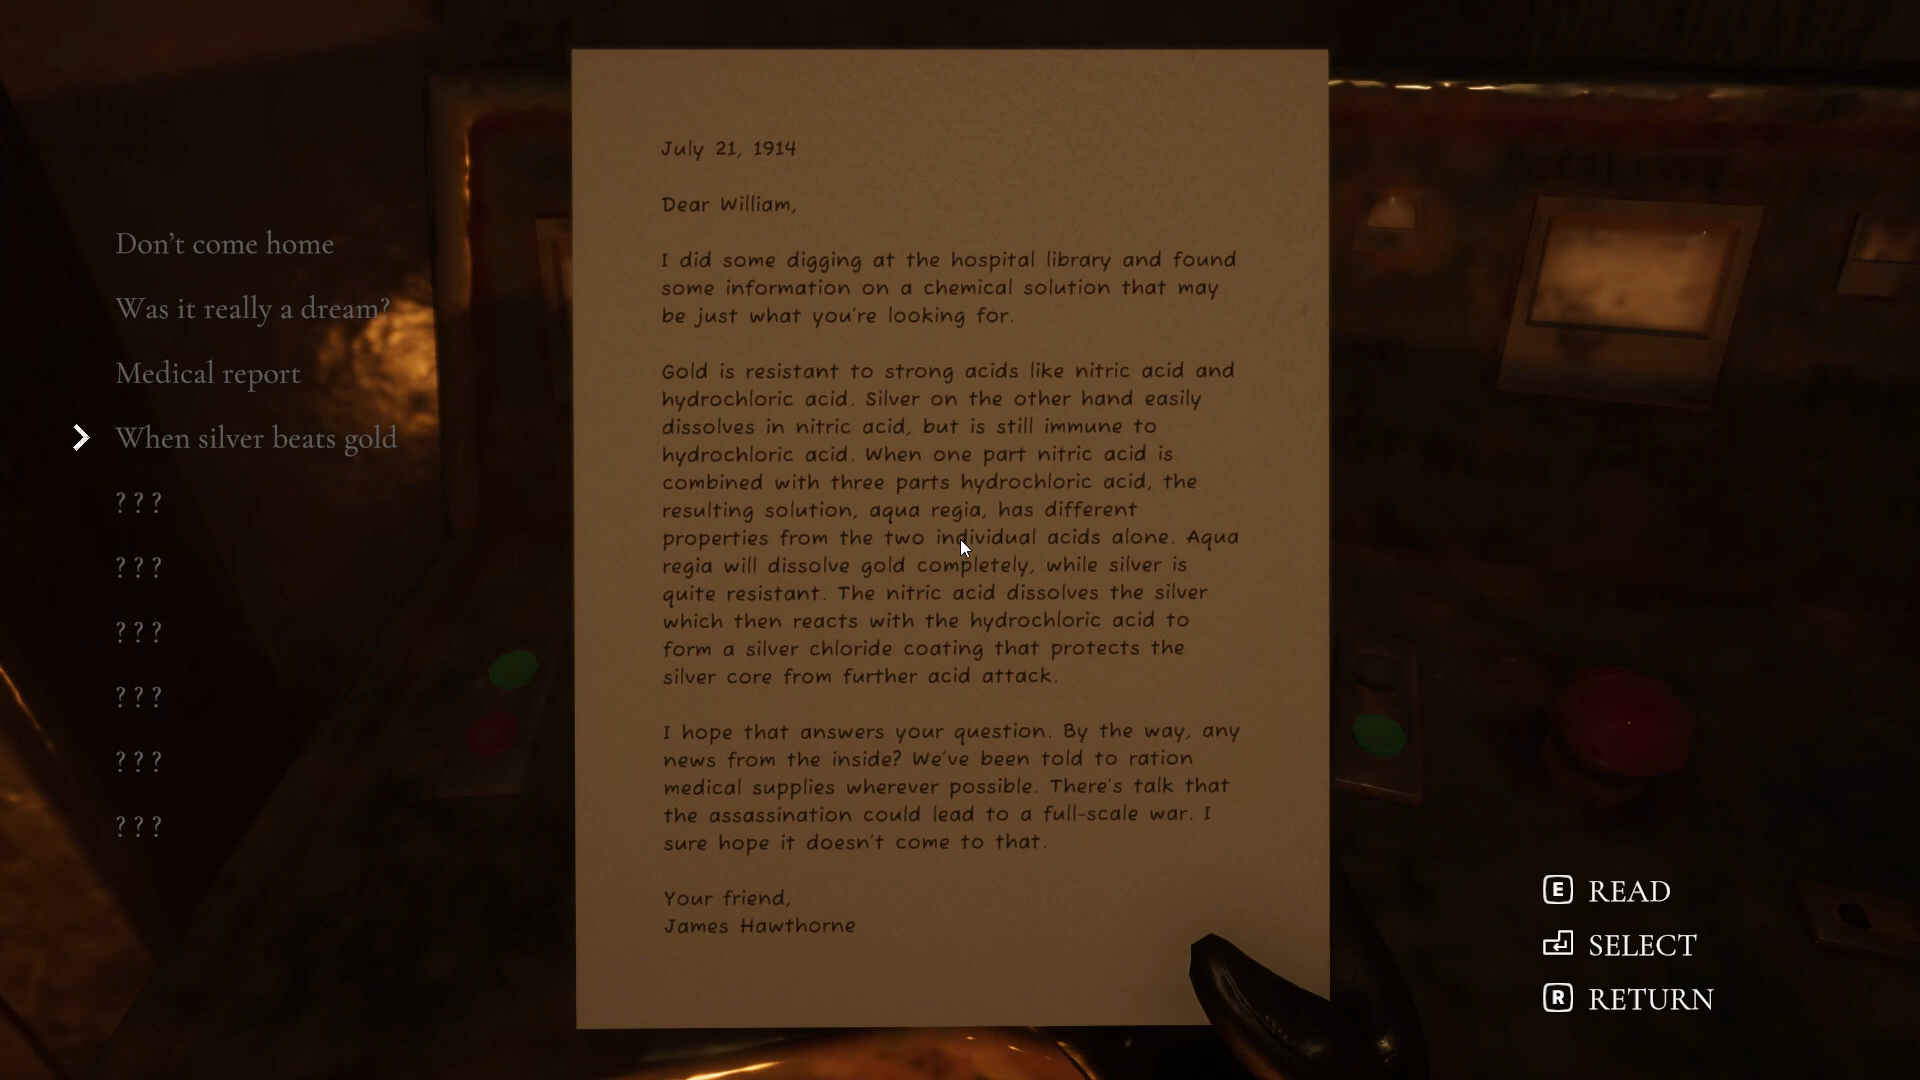 Don't come home
Was it really a dream?
Medical report
When silver beats gold
? ? ?
? ? ?
? ? ?
? ? ?
? ? ?
? ? ?
July 21, 1914
Dear William,
I did some digging at the hospital library and found
some information on a chemical solution that may
be just what you're looking for.
Gold is resistant to strong acids like nitric acid and
hydrochloric acid. Silver on the other hand easily
dissolves in nitric acid, but is still immune to
hydrochloric acid. When one part nitric acid is
combined with three parts hydrochloric acid, the
resulting solution, aqua regia, has different
properties from the two individual acids alone. Aqua
regia will dissolve gold completely, while silver is
quite resistant. The nitric acid dissolves the silver
which then reacts with the hydrochloric acid to
form a silver chloride coating that protects the
silver core from further acid attack.
I hope that answers your question. By the way, any
news from the inside? We've been told to ration
medical supplies wherever possible. There's talk that
the assassination could lead to a full-scale war. I
sure hope it doesn't come to that.
Your friend,
James Hawthorne
E READ
SELECT
R RETURN